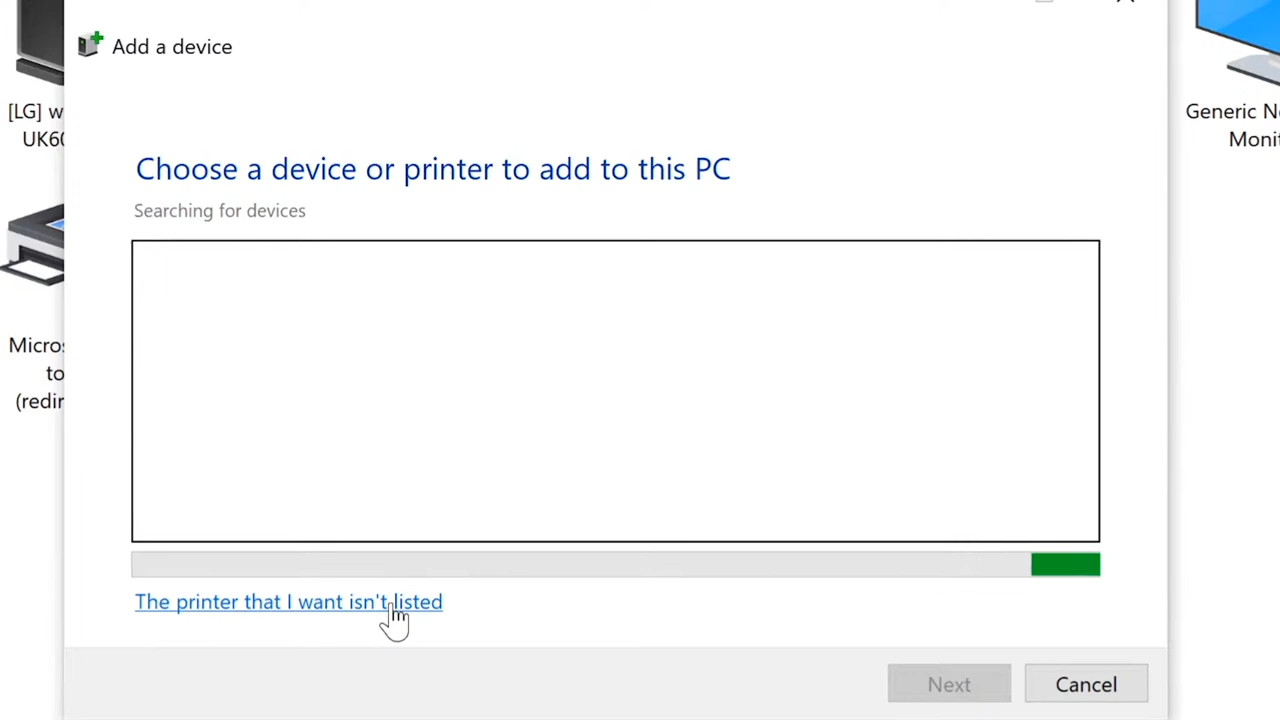 Add a device
[LG] w
UK60
Generic N
Monit
Choose a device or printer to add to this PC
Searching for devices
Micros
to
(redir
The printer that I want isn't listed
Next
Cancel